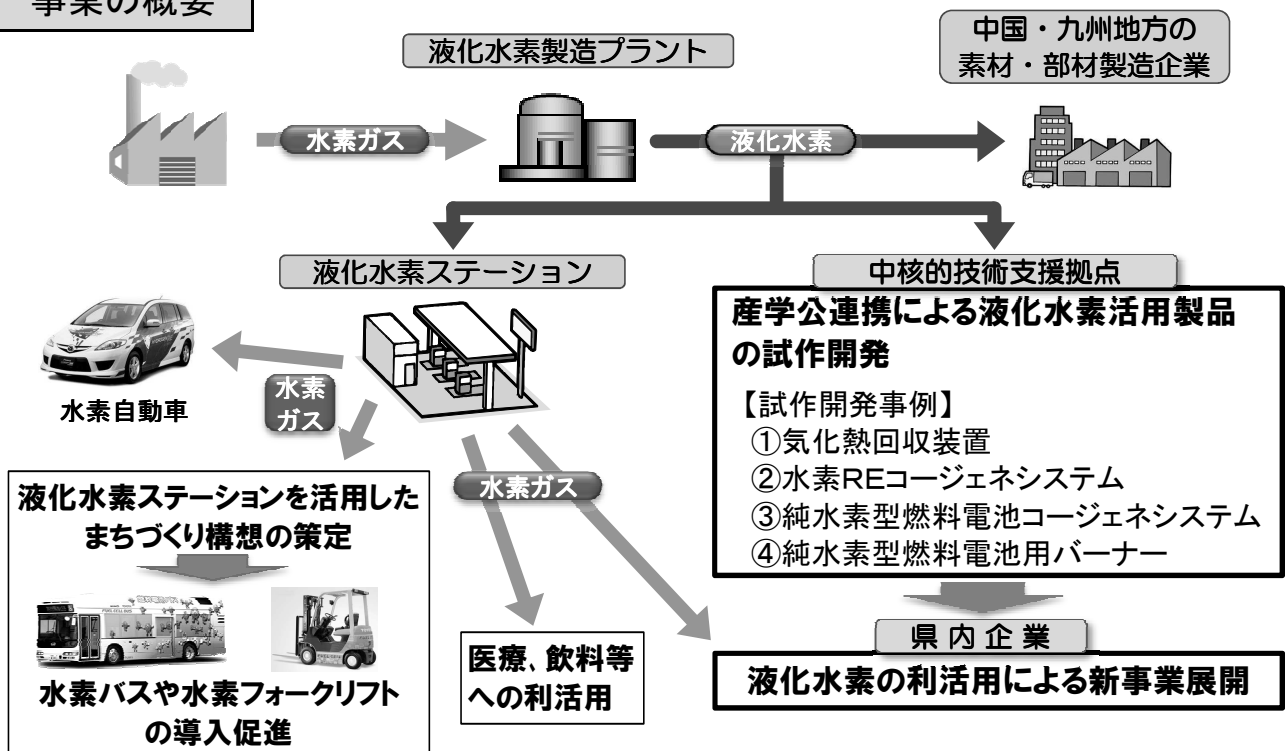 事業の概要
液化水素製造プラント
中国・九州地方の
素材・部材製造企業
水素ガス
液化水素
液化水素ステーション
中核的技術支援拠点
水素自動車
水素
ガス
産学公連携による液化水素活用製品
の試作開発
【試作開発事例】
①気化熱回収装置
②水素REコージェネシステム
③純水素型燃料電池コージェネシステム
④純水素型燃料電池用バーナー
液化水素ステーションを活用した
まちづくり構想の策定
水素バスや水素フォークリフト
の導入促進
水素ガス
医療、飲料等
への利活用
県内企業
液化水素の利活用による新事業展開